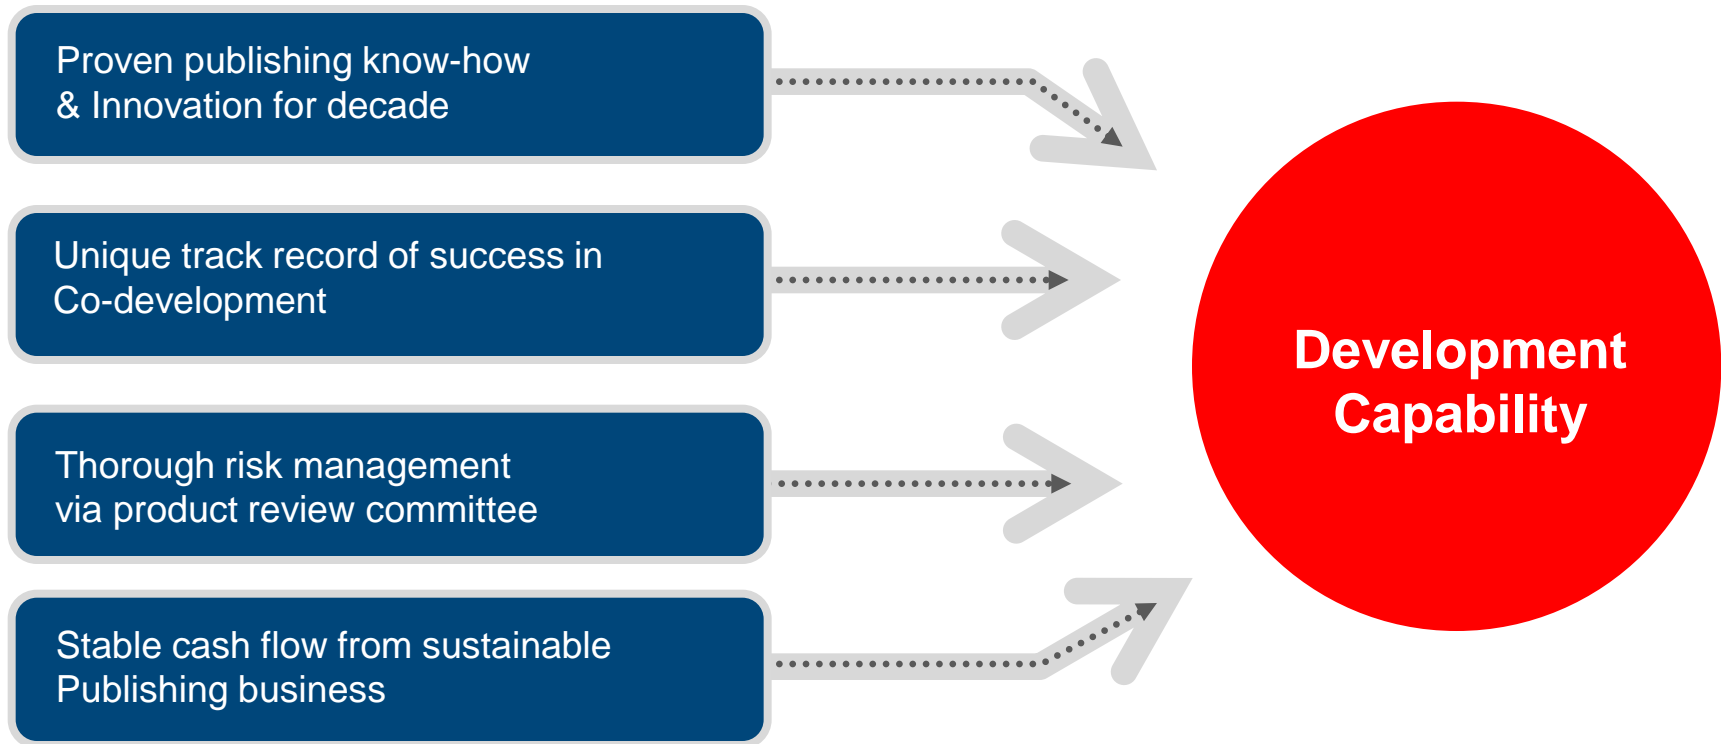 Proven publishing know-how
& Innovation for decade
Unique track record of success in
Co-development
Thorough risk management
via product review committee
Stable cash flow from sustainable
Publishing business
Development
Capability